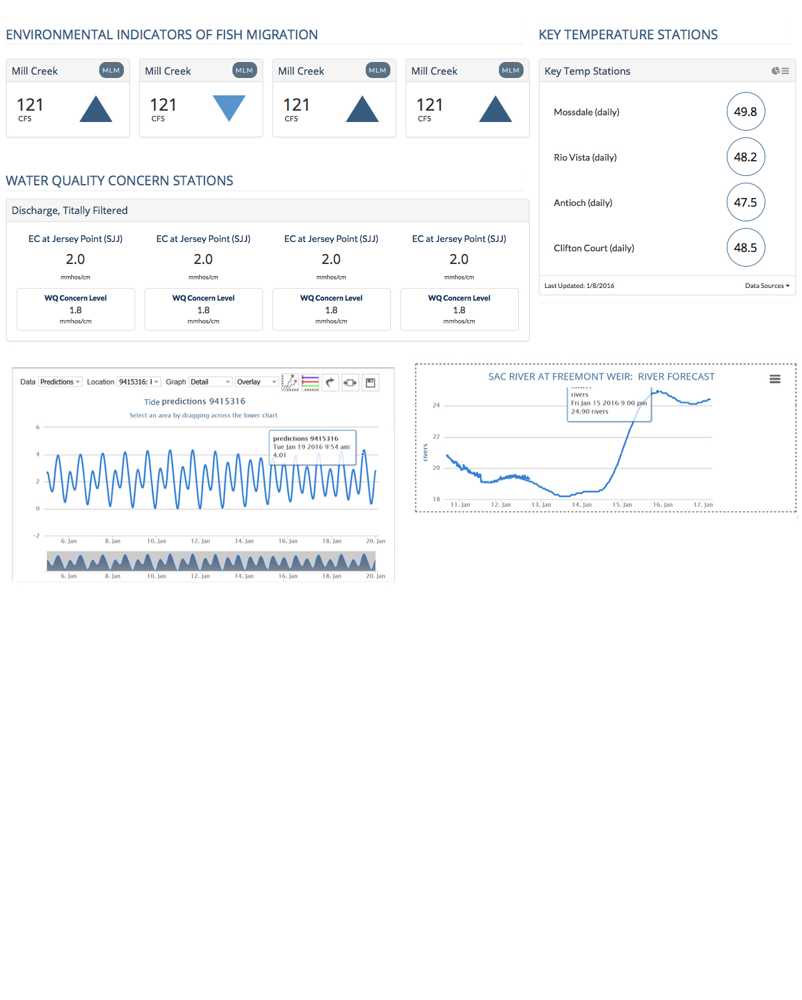 ENVIRONMENTAL INDICATORS OF FISH MIGRATION
KEY TEMPERATURE STATIONS
Mill Creek MLM
121
CFS
Mill Creek MLM
121
CFS
Mill Creek MLM
121
CFS
Mill Creek MLM
121
CFS
Key Temp Stations
Mossdale (daily) 49.8
Rio Vista (daily) 48.2
Antioch (daily) 47.5
Clifton Court (daily) 48.5
Last Updated: 1/8/2016 Data Sources
WATER QUALITY CONCERN STATIONS
Discharge, Titally Filtered
EC at Jersey Point (SJJ)
2.0
mmhos/cm
WQ Concern Level
1.8
mmhos/cm
EC at Jersey Point (SJJ)
2.0
mmhos/cm
WQ Concern Level
1.8
mmhos/cm
EC at Jersey Point (SJJ)
2.0
mmhos/cm
WQ Concern Level
1.8
mmhos/cm
EC at Jersey Point (SJJ)
2.0
mmhos/cm
WQ Concern Level
1.8
mmhos/cm
Data Predictions Location 9415316: Graph Detail Overlay
Tide predictions 9415316
Select an area by dragging across the lower chart
predictions 9415316
Tue Jan 19 2016 9:54 am:
4.01
6
4
2
0
-2
6. Jan 8. Jan 10. Jan 12. Jan 14. Jan 16. Jan 18. Jan 20. Jan
6. Jan 8. Jan 10. Jan 12. Jan 14. Jan 16. Jan 18. Jan 20. Jan
SAC RIVER AT FREEMONT WEIR: RIVER FORECAST
rivers
Fri Jan 15 2016 9:00 pm
24.90 rivers
rivers
24
22
20
18
11. Jan 12. Jan 13. Jan 14. Jan 15. Jan 16. Jan 17. Jan